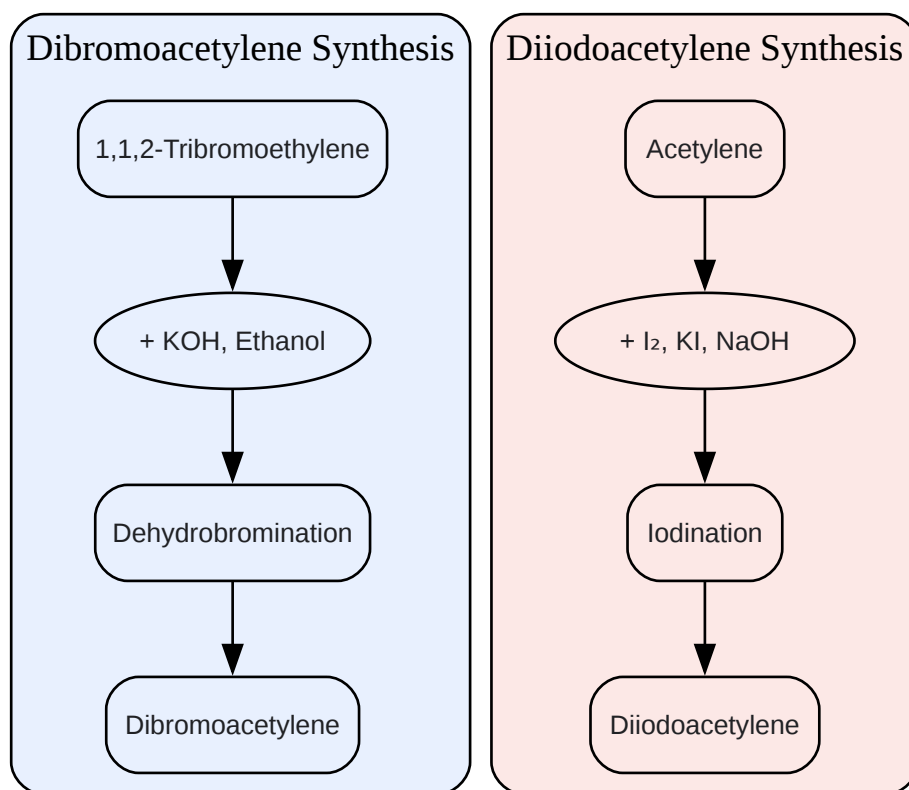 Dibromoacetylene Synthesis
1,1,2-Tribromoethylene
+ KOH, Ethanol
Dehydrobromination
Dibromoacetylene
Diiodoacetylene Synthesis
Acetylene
+ I₂, KI, NaOH
Iodination
Diiodoacetylene